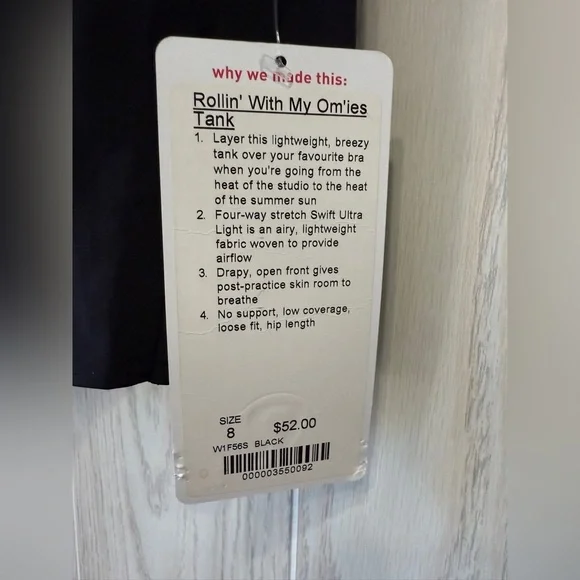 why we made this:
Rollin' With My Om'ies
Tank
1. Layer this lightweight, breezy
tank over your favourite bra
when you're going from the
heat of the studio to the heat
of the summer sun
2. Four-way stretch Swift Ultra
Light is an airy, lightweight
fabric woven to provide
airflow
3. Drapy, open front gives
post-practice skin room to
breathe
4. No support, low coverage,
loose fit, hip length
SIZE
8 $52.00
W1F56S BLACK
000003550092